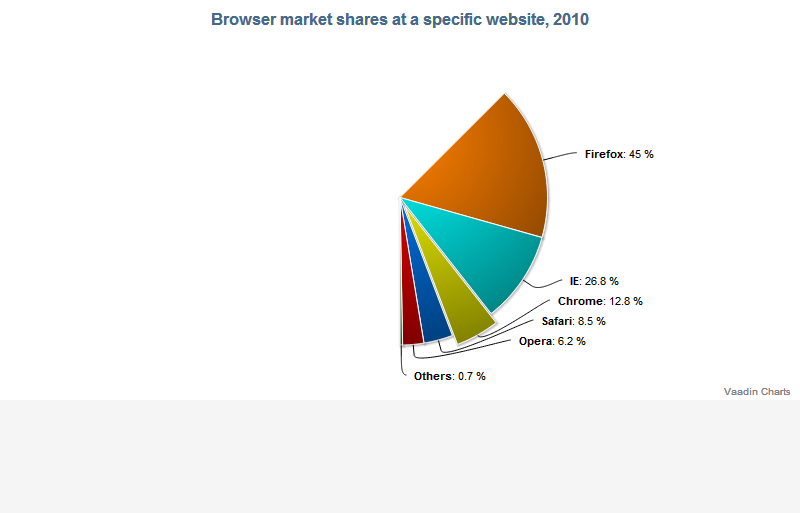 Browser market shares at a specific website, 2010
Firefox: 45 %
IE: 26.8 %
Chrome: 12.8 %
Safari: 8.5 %
Opera: 6.2 %
Others: 0.7 %
Vaadin Charts